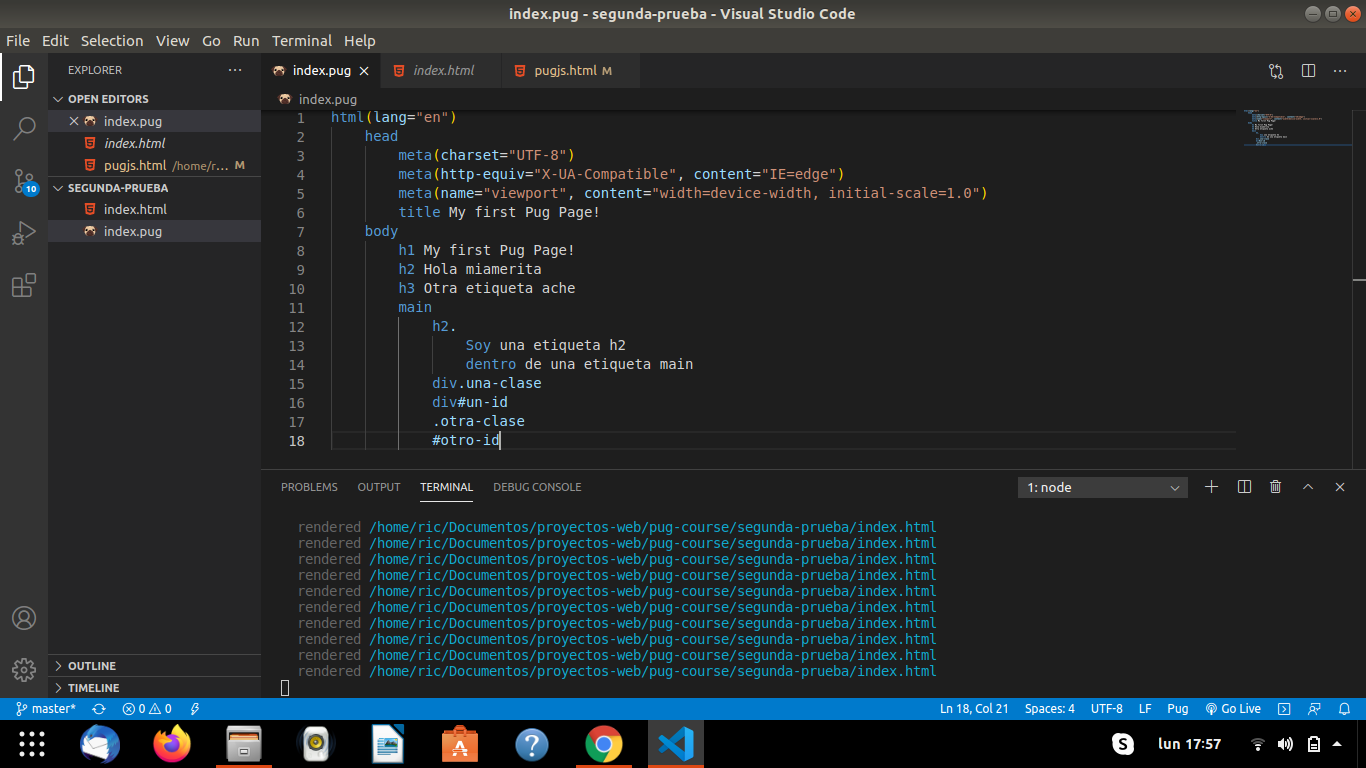 index.pug - segunda-prueba - Visual Studio Code
File Edit Selection View Go Run Terminal Help
EXPLORER
OPEN EDITORS
index.pug
index.html
pugjs.html /home/r... M
SEGUNDA-PRUEBA
index.html
index.pug
OUTLINE
TIMELINE
10
index.pug index.html pugjs.html M
index.pug
1 html(lang="en")
2 head
3 meta(charset="UTF-8")
4 meta(http-equiv="X-UA-Compatible", content="IE=edge")
5 meta(name="viewport", content="width=device-width, initial-scale=1.0")
6 title My first Pug Page!
7 body
8 h1 My first Pug Page!
9 h2 Hola miamerita
10 h3 Otra etiqueta ache
11 main
12 h2.
13 Soy una etiqueta h2
14 dentro de una etiqueta main
15 div.una-clase
16 div#un-id
17 .otra-clase
18 #otro-id
PROBLEMS OUTPUT TERMINAL DEBUG CONSOLE 1: node
rendered /home/ric/Documentos/proyectos-web/pug-course/segunda-prueba/index.html
rendered /home/ric/Documentos/proyectos-web/pug-course/segunda-prueba/index.html
rendered /home/ric/Documentos/proyectos-web/pug-course/segunda-prueba/index.html
rendered /home/ric/Documentos/proyectos-web/pug-course/segunda-prueba/index.html
rendered /home/ric/Documentos/proyectos-web/pug-course/segunda-prueba/index.html
rendered /home/ric/Documentos/proyectos-web/pug-course/segunda-prueba/index.html
rendered /home/ric/Documentos/proyectos-web/pug-course/segunda-prueba/index.html
rendered /home/ric/Documentos/proyectos-web/pug-course/segunda-prueba/index.html
rendered /home/ric/Documentos/proyectos-web/pug-course/segunda-prueba/index.html
rendered /home/ric/Documentos/proyectos-web/pug-course/segunda-prueba/index.html
master* 0 0 Ln 18, Col 21 Spaces: 4 UTF-8 LF Pug Go Live
lun 17:57